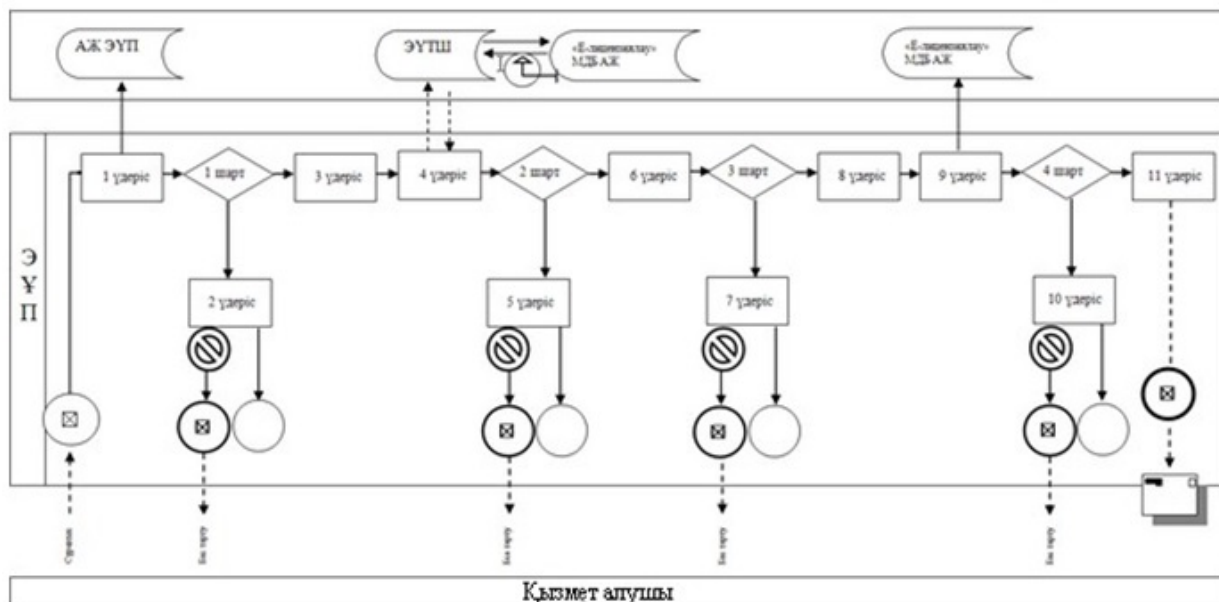 АЖ ЭҮП
ЭҮТШ
«Е-лицензиялау»
МДБ АЖ
«Е-лицензиялау»
МДБ АЖ
1 үдеріс
1 шарт
3 үдеріс
4 үдеріс
2 шарт
6 үдеріс
3 шарт
8 үдеріс
9 үдеріс
4 шарт
11 үдеріс
Э
Ұ
П
2 үдеріс
5 үдеріс
7 үдеріс
10 үдеріс
Сұраныс
Бас тарту
Бас тарту
Бас тарту
Бас тарту
Қызмет алушы